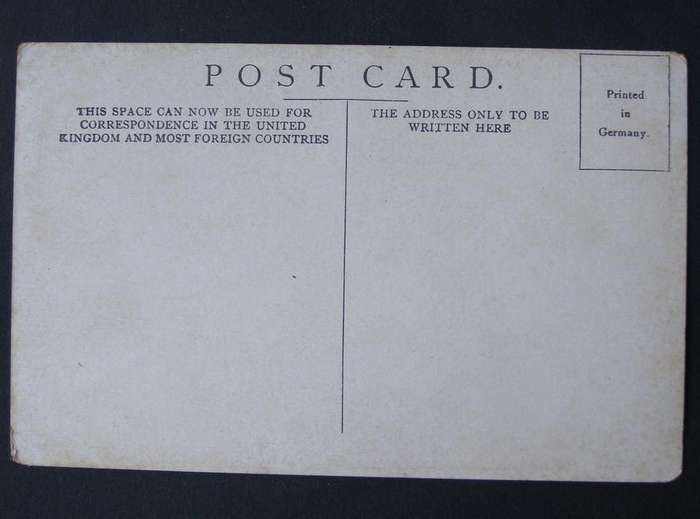 POST CARD.
THIS SPACE CAN NOW BE USED FOR
CORRESPONDENCE IN THE UNITED
KINGDOM AND MOST FOREIGN COUNTRIES
THE ADDRESS ONLY TO BE
WRITTEN HERE
Printed
in
Germany.